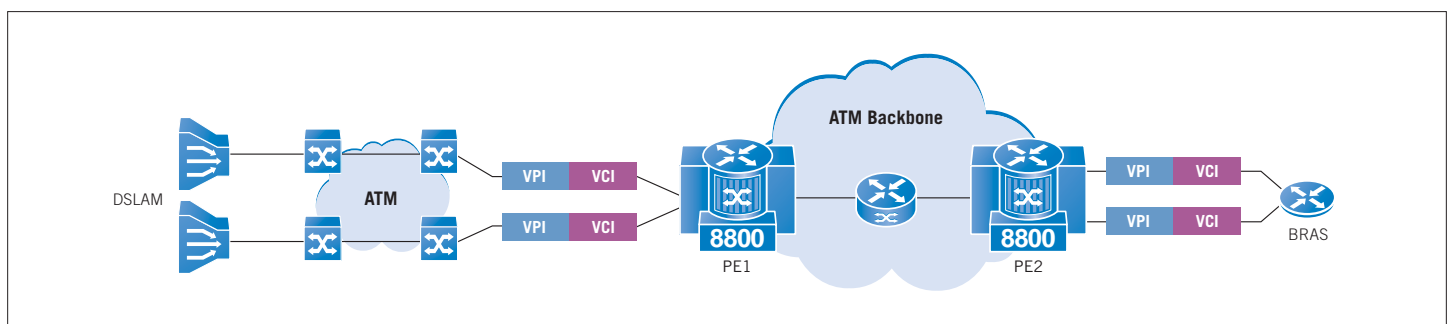 ATM Backbone
VPI VCI
VPI VCI
DSLAM
ATM
VPI VCI
VPI VCI
8800
8800
PE1
PE2
BRAS